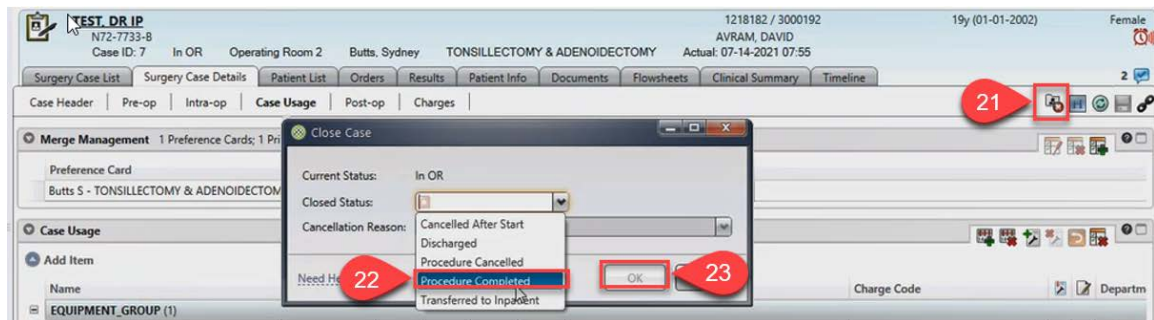 TEST, DR IP 1218182 / 3000192 19y (01-01-2002) Female
N72-7733-B AVRAM, DAVID
Case ID: 7 In OR Operating Room 2 Butts, Sydney TONSILLECTOMY & ADENOIDECTOMY Actual: 07-14-2021 07:55
Surgery Case List Surgery Case Details Patient List Orders Results Patient Info Documents Flowsheets Clinical Summary Timeline 2
Case Header Pre-op Intra-op Case Usage Post-op Charges 21
Close Case
Merge Management 1 Preference Cards; 1 Pri
Preference Card
Butts S - TONSILLECTOMY & ADENOIDECTOM
Current Status: In OR
Closed Status:
Cancellation Reason:
Cancelled After Start
Discharged
Procedure Cancelled
Procedure Completed
Transferred to Inpatient
Need He
22
OK
23
Case Usage
Add Item
Name Charge Code Departm
EQUIPMENT_GROUP (1)